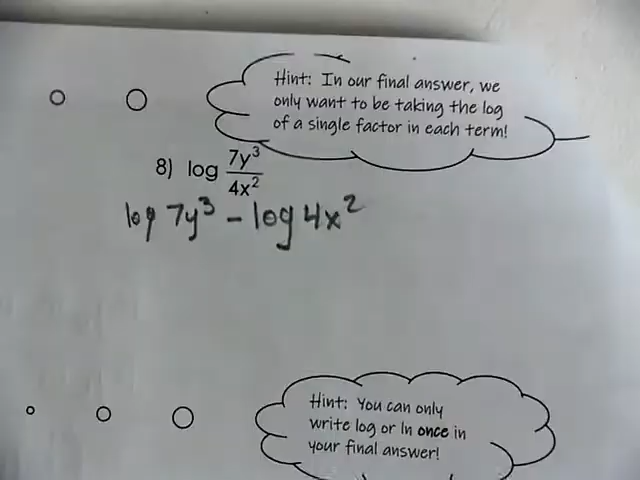 Hint: In our final answer, we
only want to be taking the log
of a single factor in each term!
8) log 7y³/4x²
log 7y³ – log 4x²
Hint: You can only
write log or ln once in
your final answer!